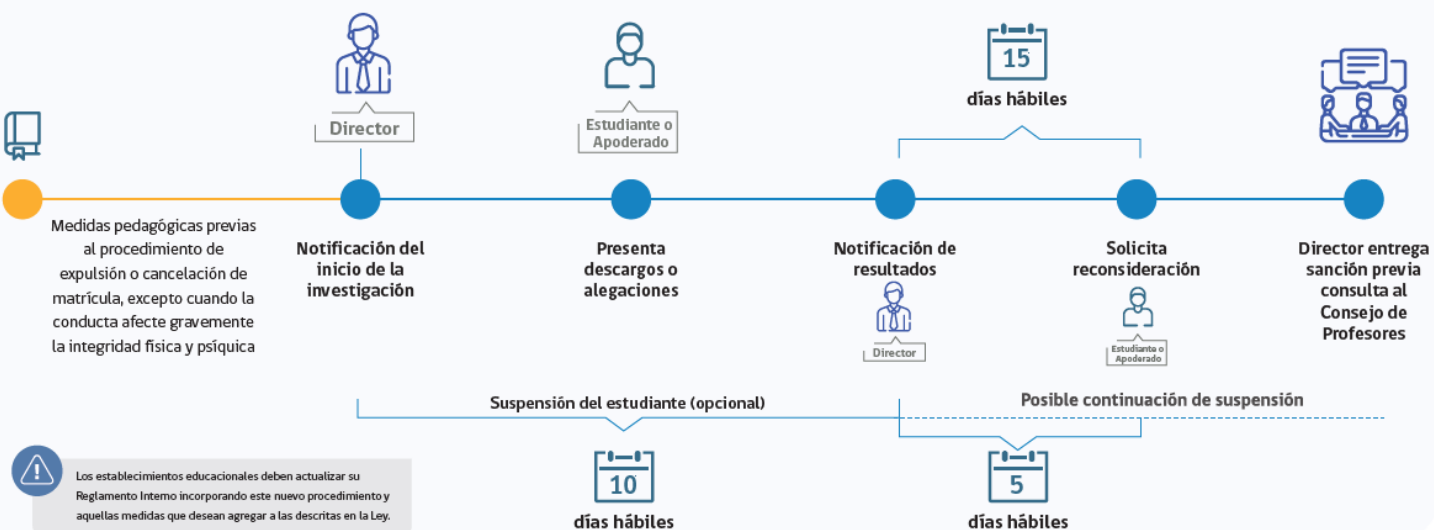 15
días hábiles
Director
Estudiante o
Apoderado
Medidas pedagógicas previas
al procedimiento de
expulsión o cancelación de
matrícula, excepto cuando la
conducta afecte gravemente
la integridad física y psíquica
Notificación del
inicio de la
investigación
Presenta
descargos o
alegaciones
Notificación de
resultados
Director
Solicita
reconsideración
Estudiante o
Apoderado
Director entrega
sanción previa
consulta al
Consejo de
Profesores
Suspensión del estudiante (opcional)
Posible continuación de suspensión
10
días hábiles
5
días hábiles
Los establecimientos educacionales deben actualizar su
Reglamento Interno incorporando este nuevo procedimiento y
aquellas medidas que desean agregar a las descritas en la Ley.